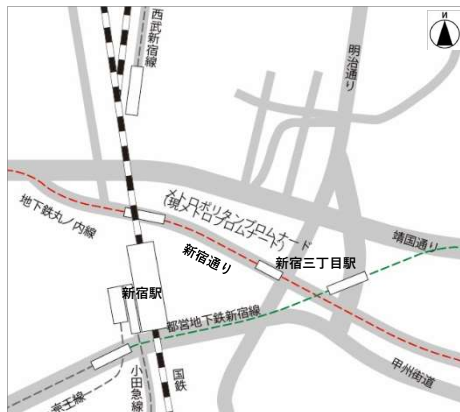 N
西武新宿線
明治通り
メトロポリタンプロムナード
(現メトロプロムナード)
地下鉄丸ノ内線
新宿通り
靖国通り
新宿三丁目駅
新宿駅
都営地下鉄新宿線
甲州街道
京王線
小田急線
国鉄